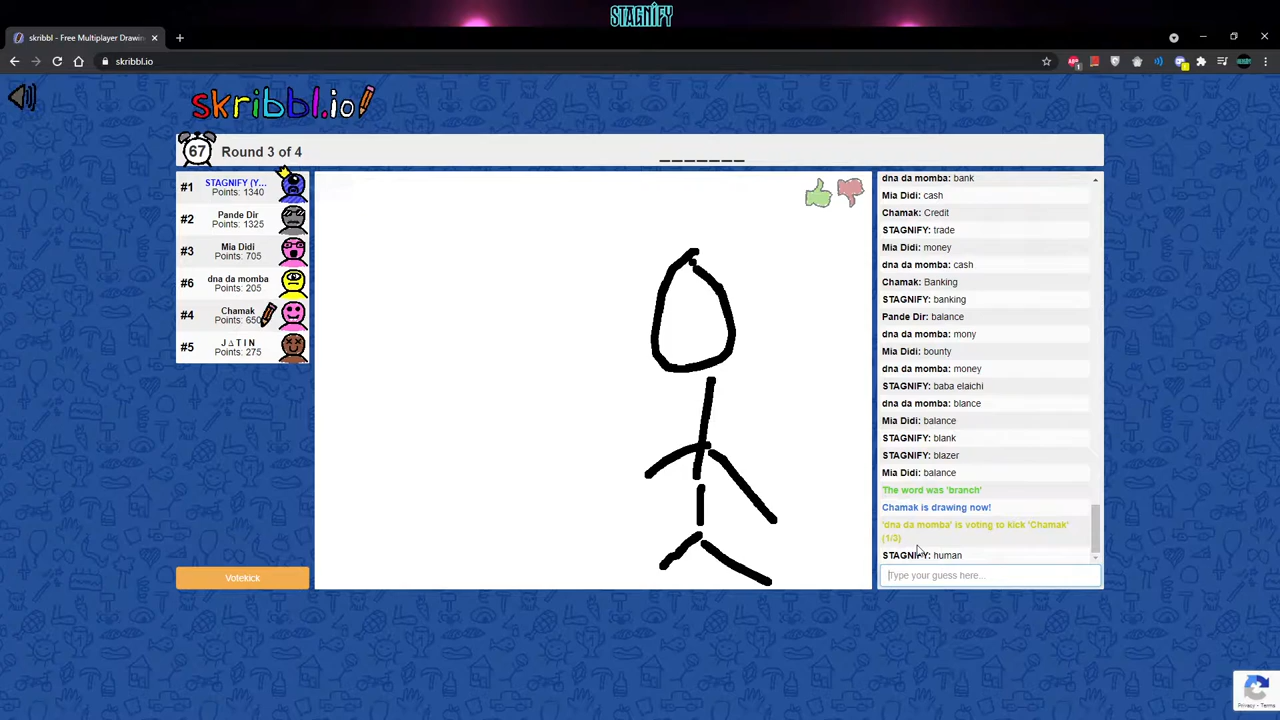 STAGNIFY
skribbl - Free Multiplayer Drawin
skribbl.io
skribbl.io!
67
Round 3 of 4
_______
#1
STAGNIFY (Y...
Points: 1340
#2
Pande Dir
Points: 1325
#3
Mia Didi
Points: 705
#6
dna da momba
Points: 205
#4
Chamak
Points: 650
#5
J Δ T I N
Points: 275
Votekick
dna da momba: bank
Mia Didi: cash
Chamak: Credit
STAGNIFY: trade
Mia Didi: money
dna da momba: cash
Chamak: Banking
STAGNIFY: banking
Pande Dir: balance
dna da momba: mony
Mia Didi: bounty
dna da momba: money
STAGNIFY: baba elaichi
dna da momba: blance
Mia Didi: balance
STAGNIFY: blank
STAGNIFY: blazer
Mia Didi: balance
The word was 'branch'
Chamak is drawing now!
'dna da momba' is voting to kick 'Chamak'
(1/3)
STAGNIFY: human
Type your guess here...
Privacy - Terms